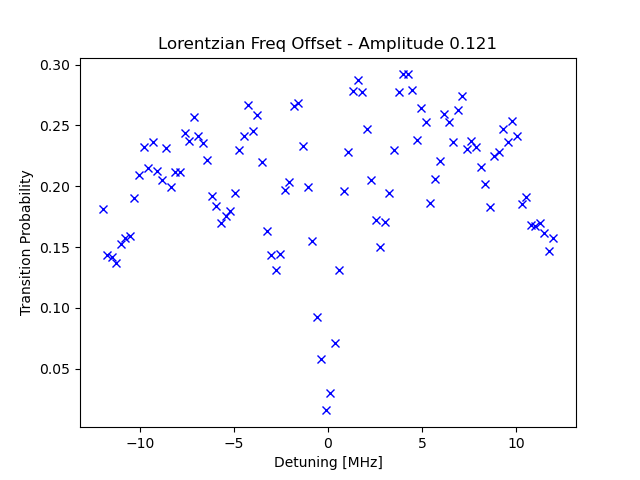 Lorentzian Freq Offset - Amplitude 0.121
Transition Probability
0.30
0.25
0.20
0.15
0.10
0.05
−10 −5 0 5 10
Detuning [MHz]